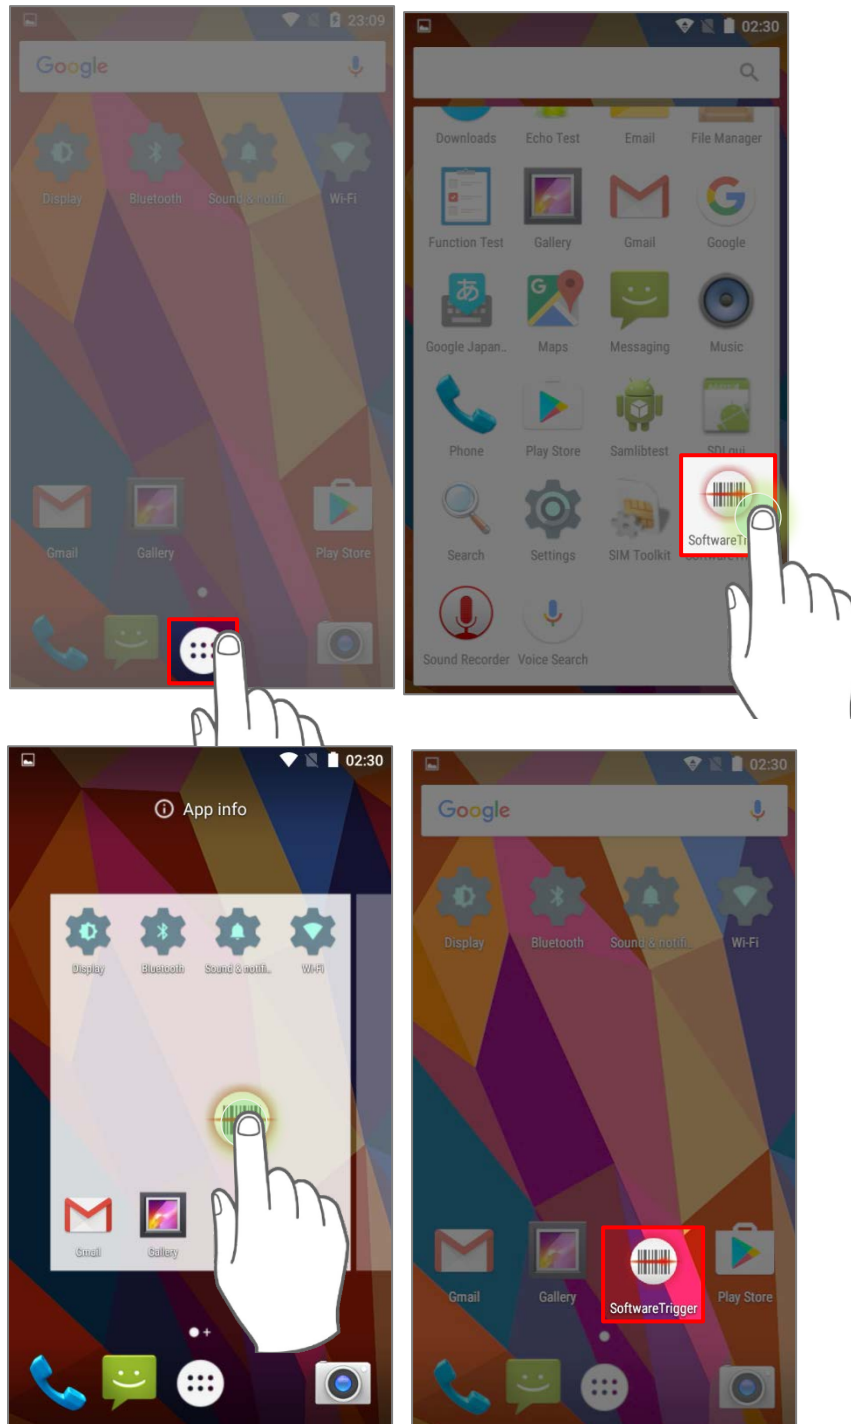 23:09
Google
Display Bluetooth Sound & notifi.. Wi-Fi
Gmail Gallery Play Store
02:30
Downloads Echo Test Email File Manager
Function Test Gallery Gmail Google
G
あ
Google Japan.. Maps Messaging Music
Phone Play Store Samlibtest SDLgui
Search Settings SIM Toolkit SoftwareTri
Sound Recorder Voice Search
02:30
App info
Display Bluetooth Sound & notifi.. Wi-Fi
Gmail Gallery
02:30
Google
Display Bluetooth Sound & notifi.. Wi-Fi
Gmail Gallery SoftwareTrigger Play Store